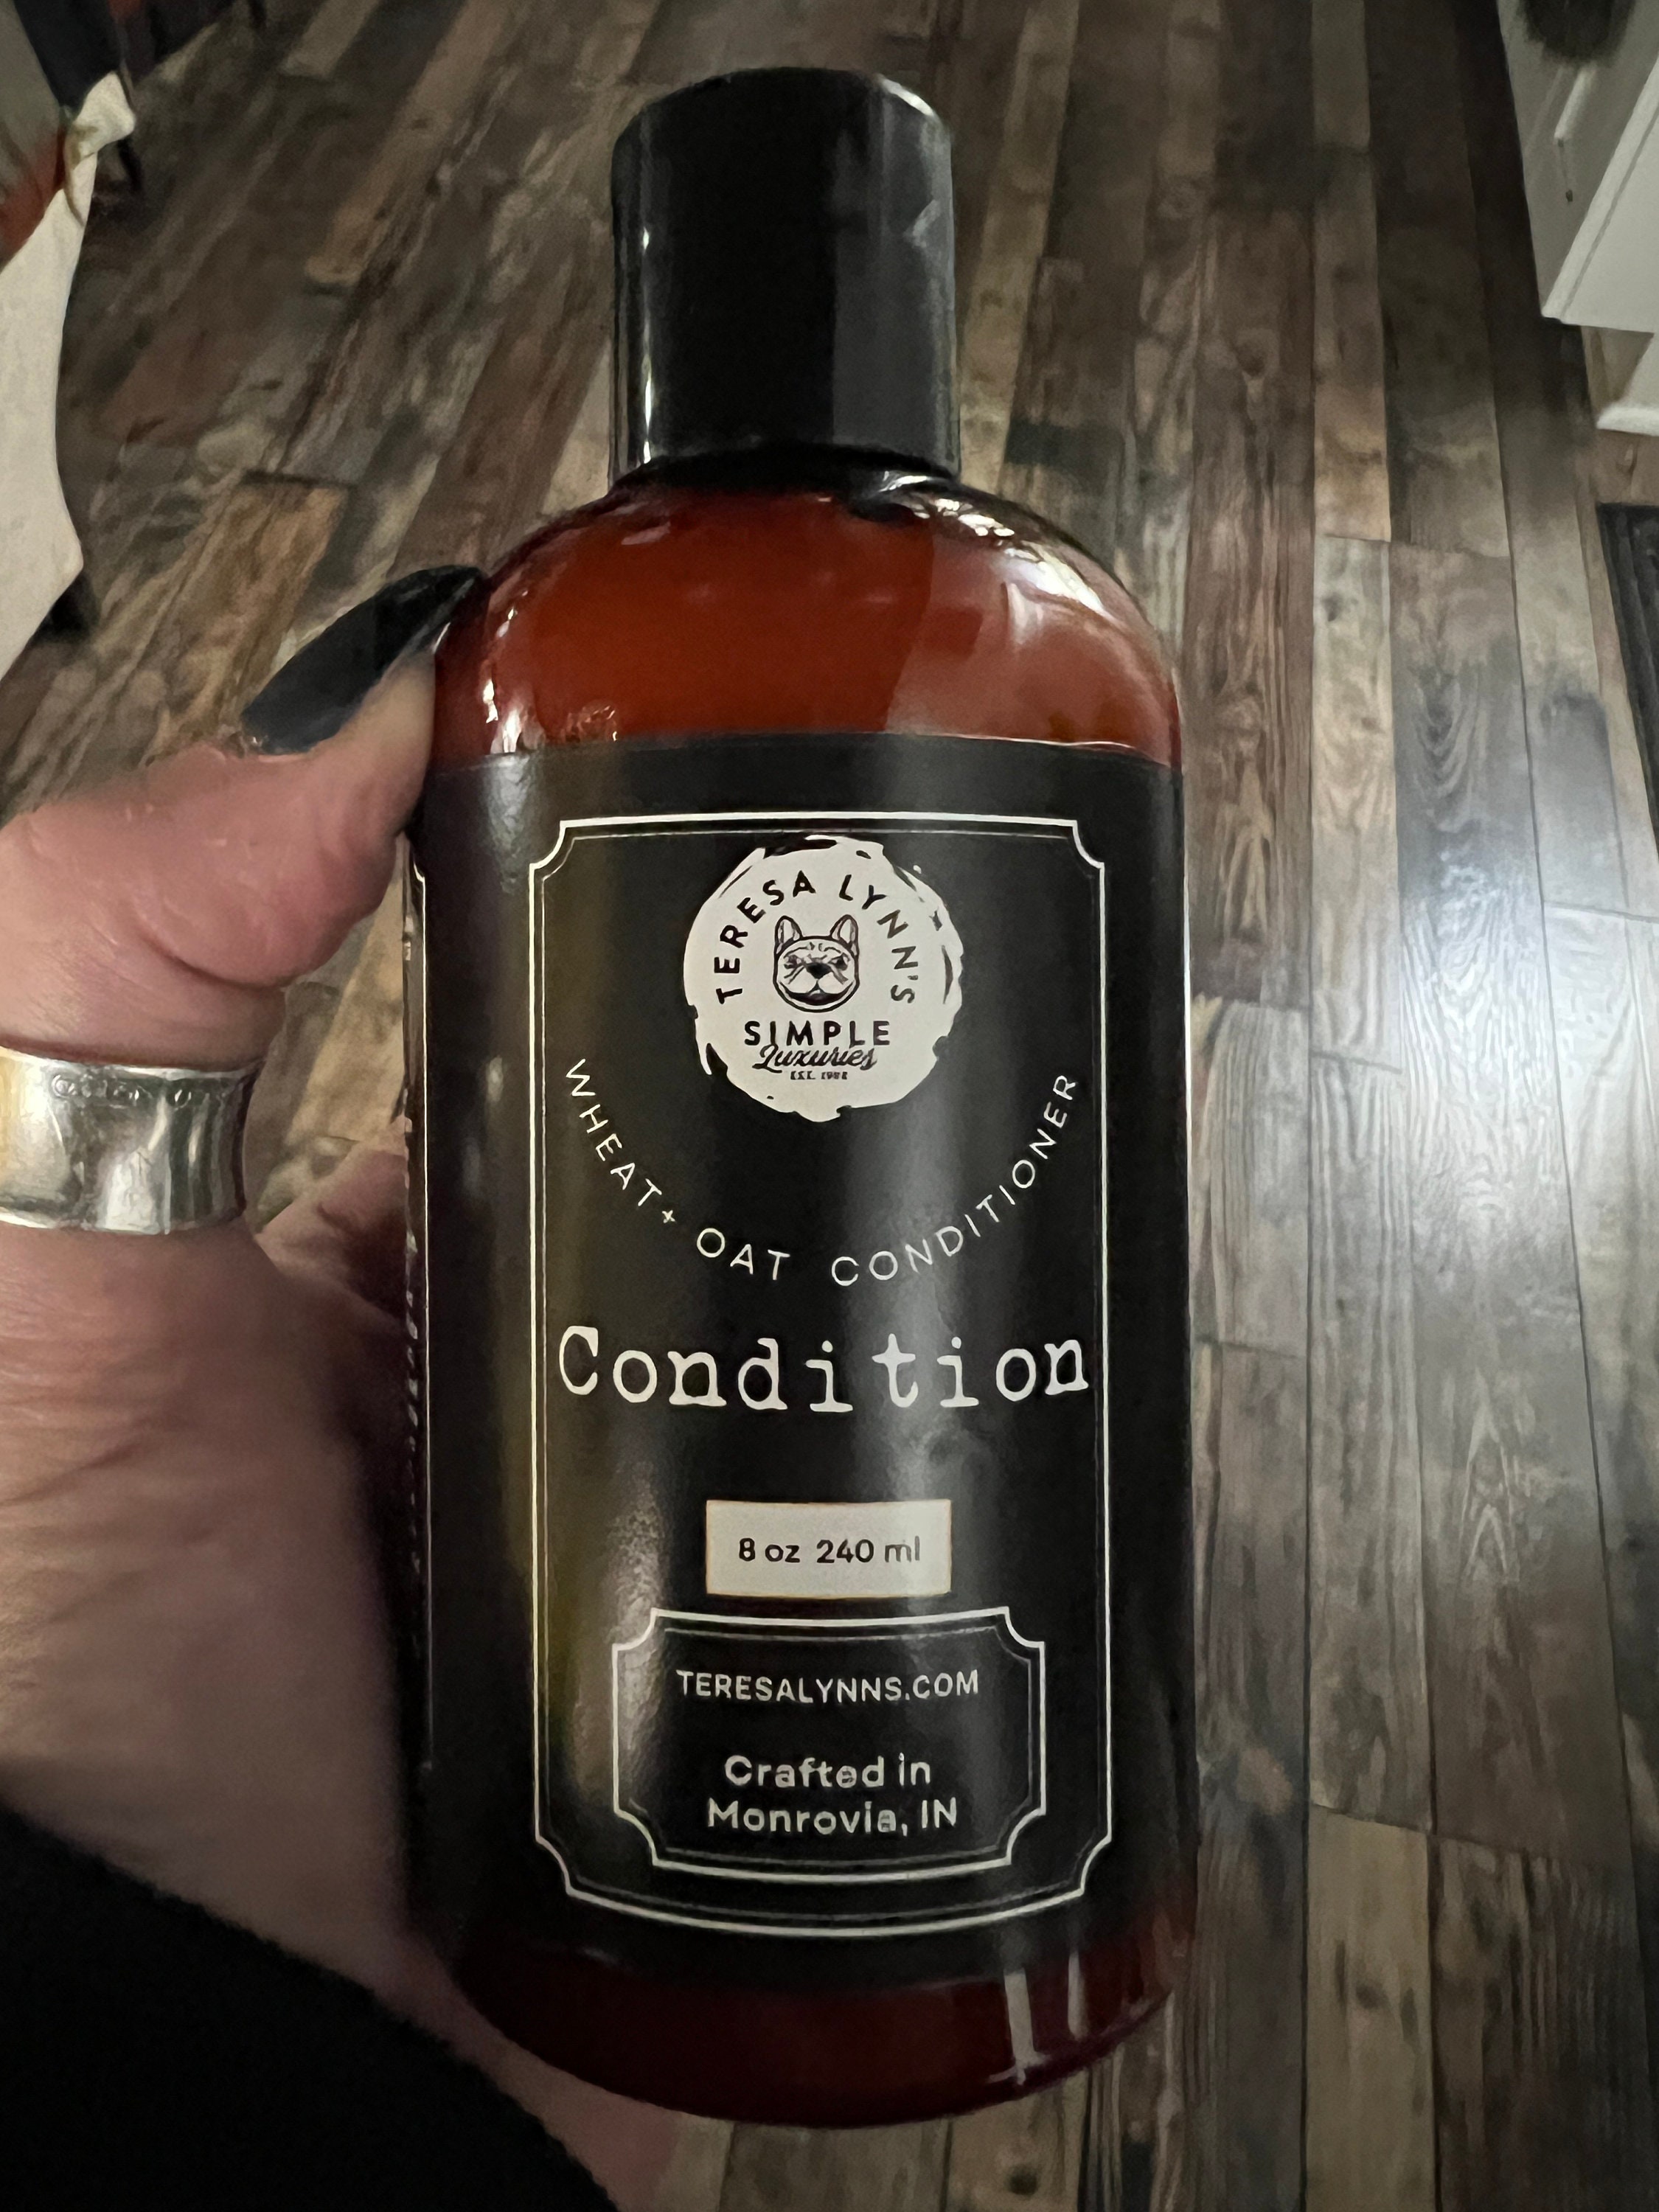 TERESA LYNN'S
SIMPLE
Luxuries
WHEAT+ OAT CONDITIONER
Condition
8 oz 240 ml
TERESALYNNS.COM
Crafted in
Monrovia, IN